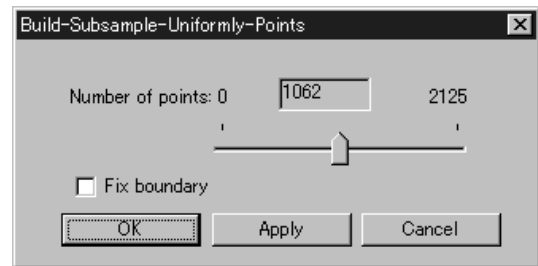 Build-Subsample-Uniformly-Points
Number of points: 0 1062 2125
Fix boundary
OK Apply Cancel